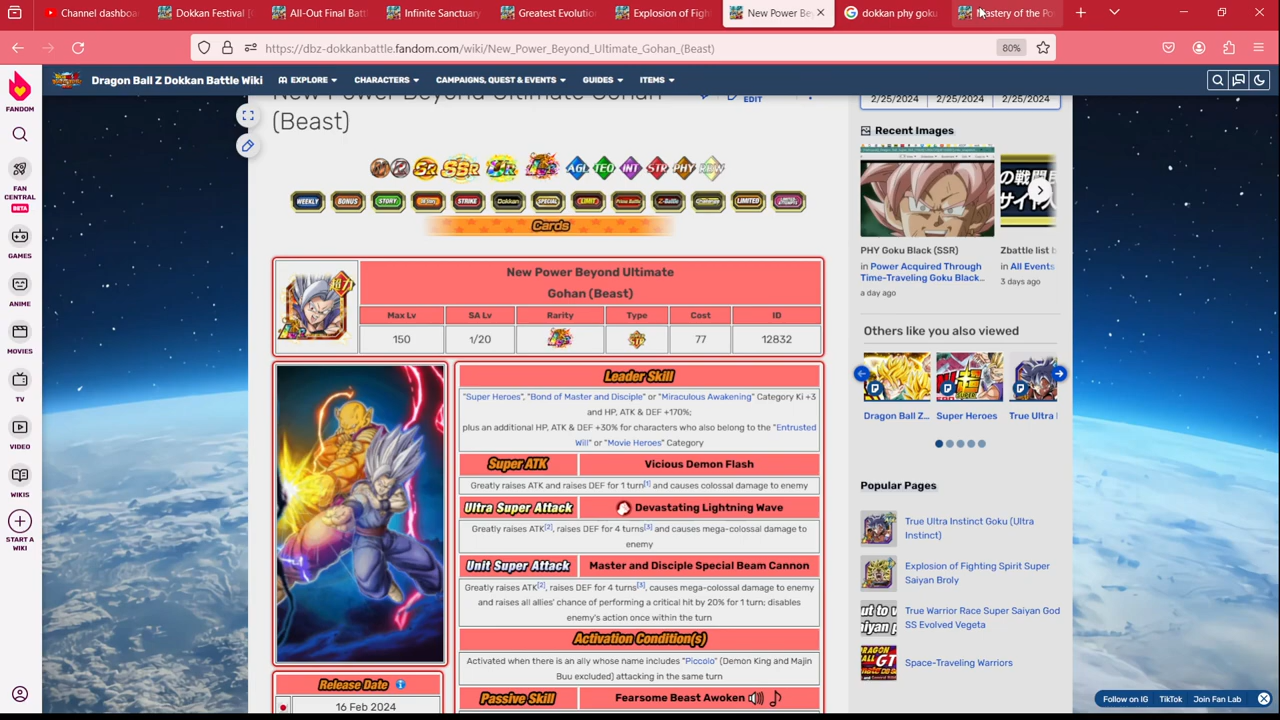 Channel dashboa
Dokkan Festival [
All-Out Final Batt
Infinite Sanctuary
Greatest Evolutio
Explosion of Figh
New Power Be
dokkan phy goku
Mastery of the Po
https://dbz-dokkanbattle.fandom.com/wiki/New_Power_Beyond_Ultimate_Gohan_(Beast)
80%
Dragon Ball Z Dokkan Battle Wiki
EXPLORE
CHARACTERS
CAMPAIGNS, QUEST & EVENTS
GUIDES
ITEMS
FANDOM
FAN
CENTRAL
BETA
GAMES
ANIME
MOVIES
TV
VIDEO
WIKIS
START A
WIKI
New Power Beyond Ultimate Gohan
(Beast)
EDIT
SR SSR UR LR AGL TEQ INT STR PHY
WEEKLY BONUS STORY STRIKE Dokkan SPECIAL LIMIT Prime Battle Z-Battle LIMITED
Cards
New Power Beyond Ultimate
Gohan (Beast)
Max Lv SA Lv Rarity Type Cost ID
150 1/20 LR 77 12832
Leader Skill
"Super Heroes", "Bond of Master and Disciple" or "Miraculous Awakening" Category Ki +3
and HP, ATK & DEF +170%;
plus an additional HP, ATK & DEF +30% for characters who also belong to the "Entrusted
Will" or "Movie Heroes" Category
Super ATK Vicious Demon Flash
Greatly raises ATK and raises DEF for 1 turn[1] and causes colossal damage to enemy
Ultra Super Attack Devastating Lightning Wave
Greatly raises ATK[2], raises DEF for 4 turns[3] and causes mega-colossal damage to
enemy
Unit Super Attack Master and Disciple Special Beam Cannon
Greatly raises ATK[2], raises DEF for 4 turns[3], causes mega-colossal damage to enemy
and raises all allies' chance of performing a critical hit by 20% for 1 turn; disables
enemy's action once within the turn
Activation Condition(s)
Activated when there is an ally whose name includes "Piccolo" (Demon King and Majin
Buu excluded) attacking in the same turn
Passive Skill Fearsome Beast Awoken
Release Date
16 Feb 2024
2/25/2024 2/25/2024 2/25/2024
Recent Images
PHY Goku Black (SSR)
in Power Acquired Through
Time-Traveling Goku Black...
a day ago
Zbattle list b
in All Events
3 days ago
Others like you also viewed
Dragon Ball Z...
Super Heroes
True Ultra I
Popular Pages
True Ultra Instinct Goku (Ultra
Instinct)
Explosion of Fighting Spirit Super
Saiyan Broly
True Warrior Race Super Saiyan God
SS Evolved Vegeta
Space-Traveling Warriors
Follow on IG
TikTok
Join Fan Lab